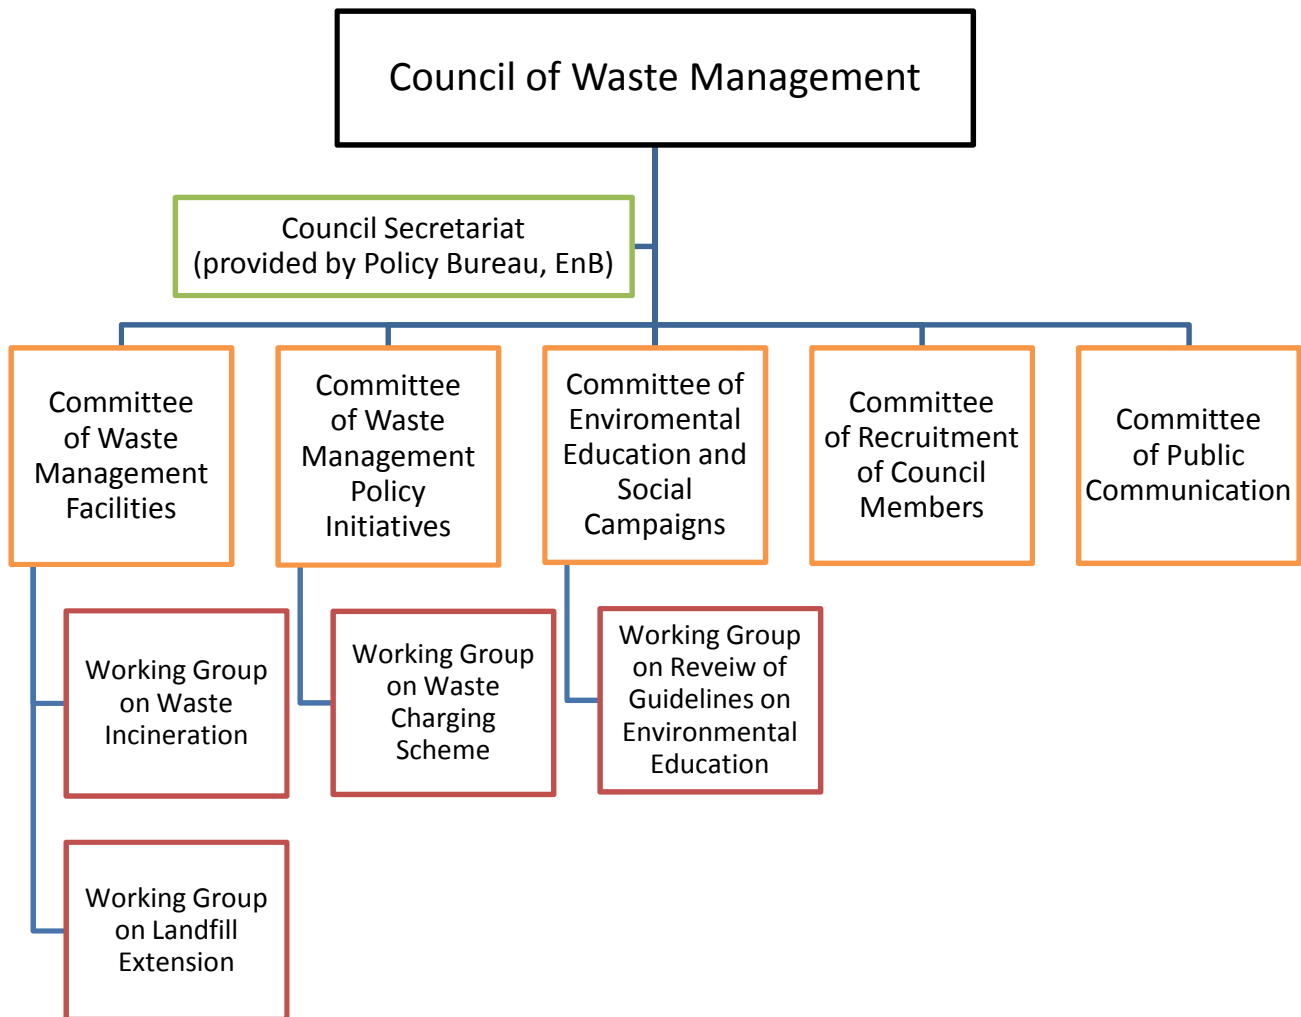 Council of Waste Management
Council Secretariat
(provided by Policy Bureau, EnB)
Committee
of Waste
Management
Facilities
Committee
of Waste
Management
Policy
Initiatives
Committee of
Enviromental
Education and
Social
Campaigns
Committee
of Recruitment
of Council
Members
Committee
of Public
Communication
Working Group
on Waste
Incineration
Working Group
on Waste
Charging
Scheme
Working Group
on Reveiw of
Guidelines on
Environmental
Education
Working Group
on Landfill
Extension